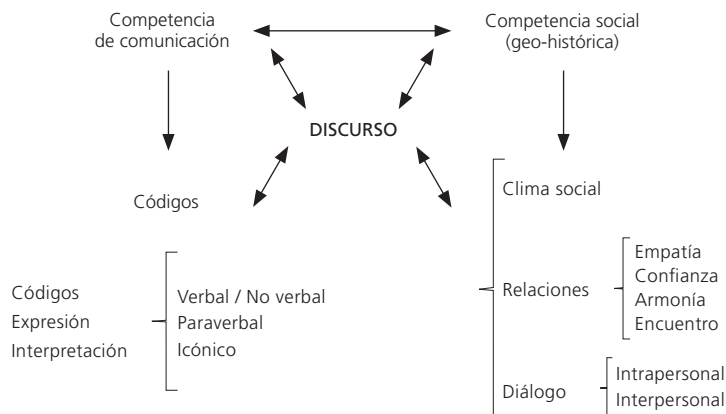 Competencia
de comunicación
Competencia social
(geo-histórica)
DISCURSO
Códigos
Códigos
Expresión
Interpretación
Verbal / No verbal
Paraverbal
Icónico
Clima social
Relaciones
Empatía
Confianza
Armonía
Encuentro
Diálogo
Intrapersonal
Interpersonal